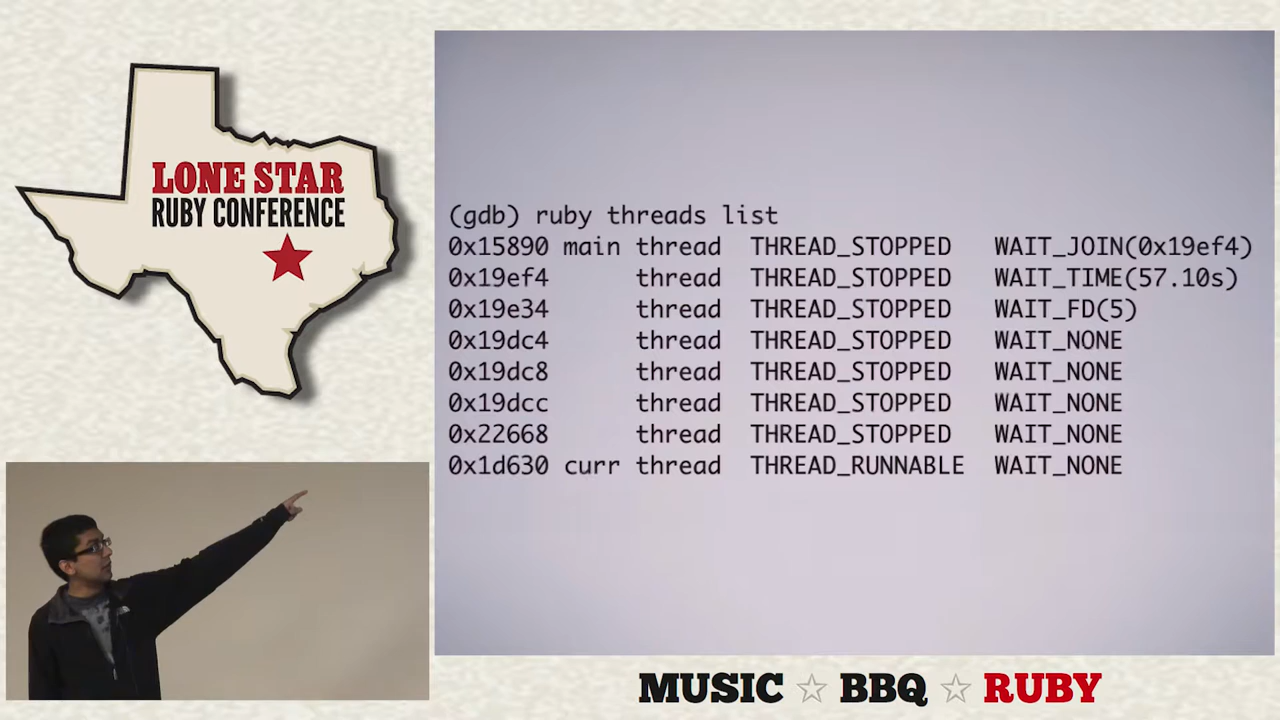 LONE STAR
RUBY CONFERENCE
(gdb) ruby threads list
0x15890 main thread THREAD_STOPPED WAIT_JOIN(0x19ef4)
0x19ef4 thread THREAD_STOPPED WAIT_TIME(57.10s)
0x19e34 thread THREAD_STOPPED WAIT_FD(5)
0x19dc4 thread THREAD_STOPPED WAIT_NONE
0x19dc8 thread THREAD_STOPPED WAIT_NONE
0x19dcc thread THREAD_STOPPED WAIT_NONE
0x22668 thread THREAD_STOPPED WAIT_NONE
0x1d630 curr thread THREAD_RUNNABLE WAIT_NONE
MUSIC ☆ BBQ ☆ RUBY